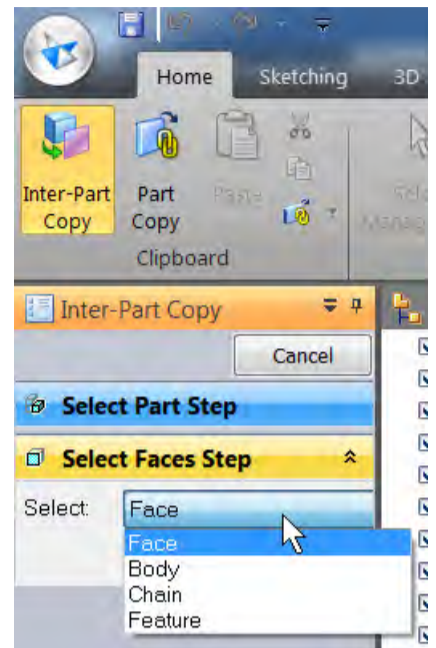 Home Sketching 3D
Inter-Part Copy
Part Copy
Paste
Clipboard
Inter-Part Copy
Cancel
Select Part Step
Select Faces Step
Select: Face
Face
Body
Chain
Feature